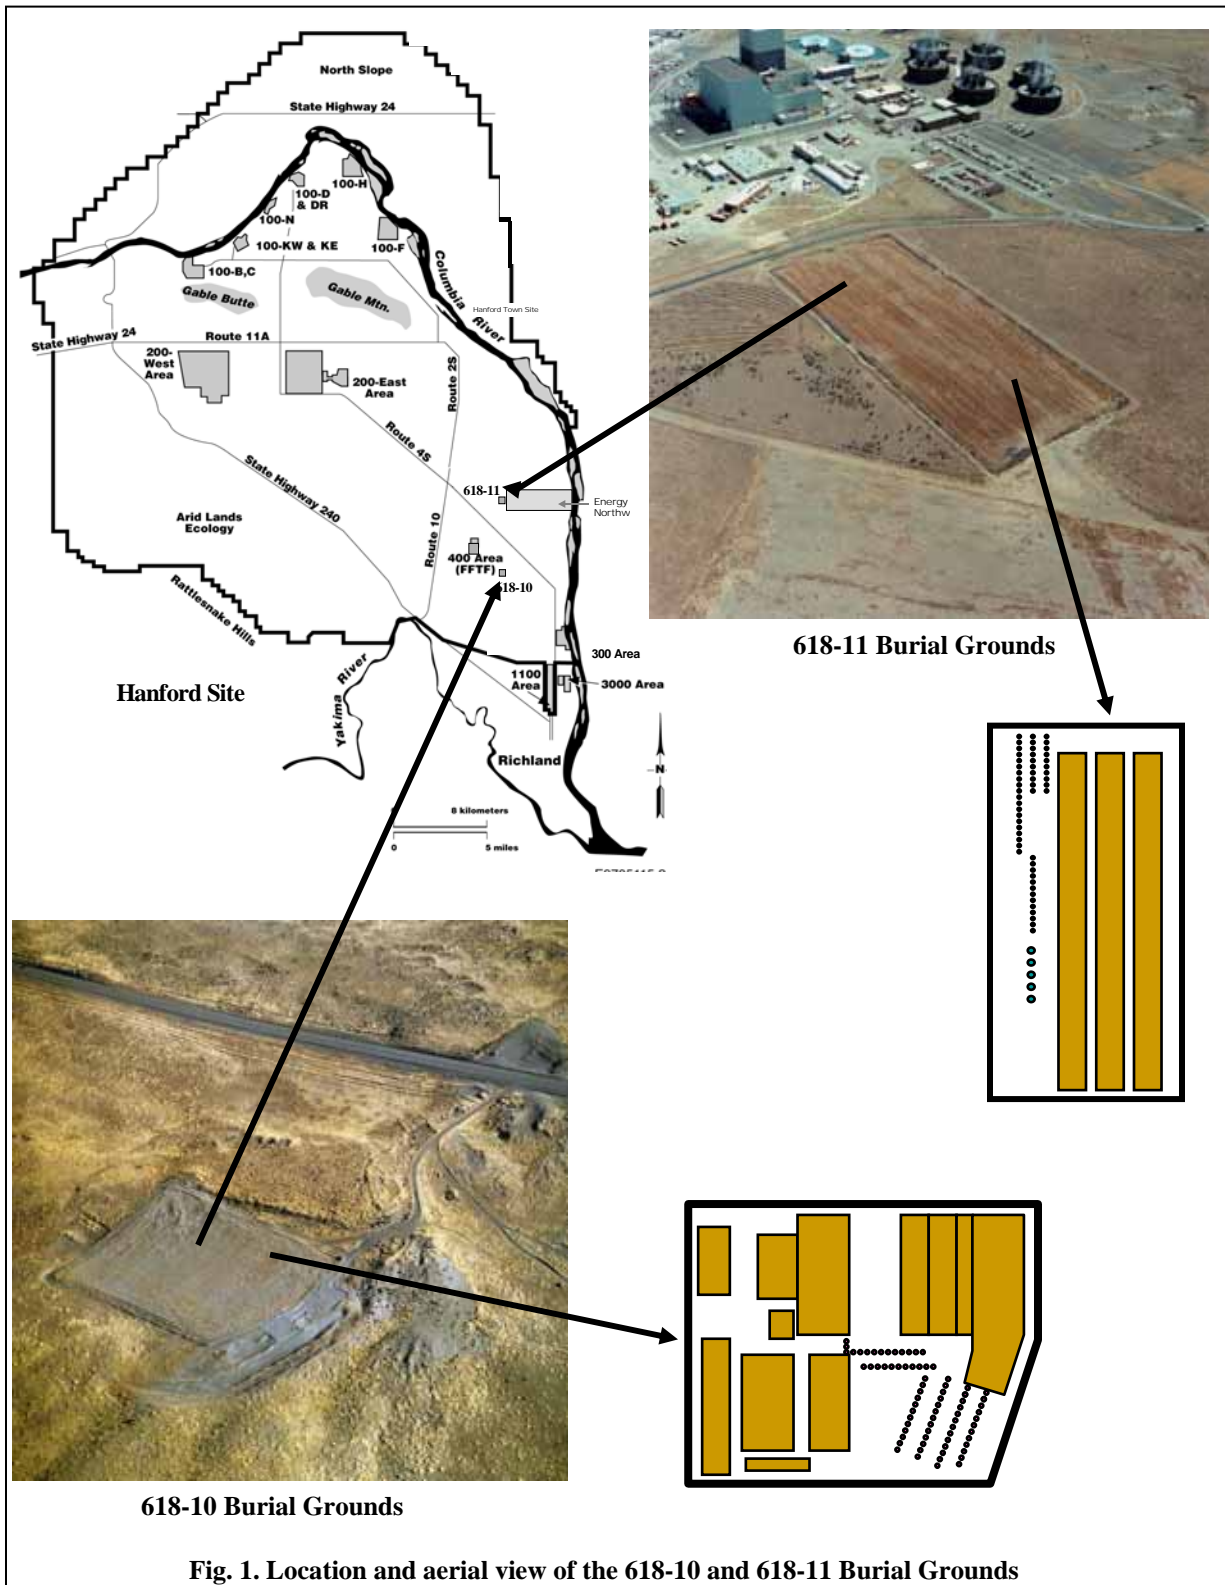 North Slope
State Highway 24
100-H
100-D
& DR
100-N
100-F
100-KW & KE
100-B,C
Columbia
River
Gable Butte
Gable Mtn.
Hanford Town Site
State Highway 24
Route 11A
200-
West
Area
200-East
Area
Route 2S
Route 4S
State Highway 240
618-11
Energy
Northw
Arid Lands
Ecology
Route 10
400 Area
(FFTF)
618-10
Rattlesnake Hills
300 Area
1100
Area
3000 Area
Hanford Site
Yakima
River
Richland
N
8 kilometers
0
5 miles
618-11 Burial Grounds
618-10 Burial Grounds
Fig. 1. Location and aerial view of the 618-10 and 618-11 Burial Grounds